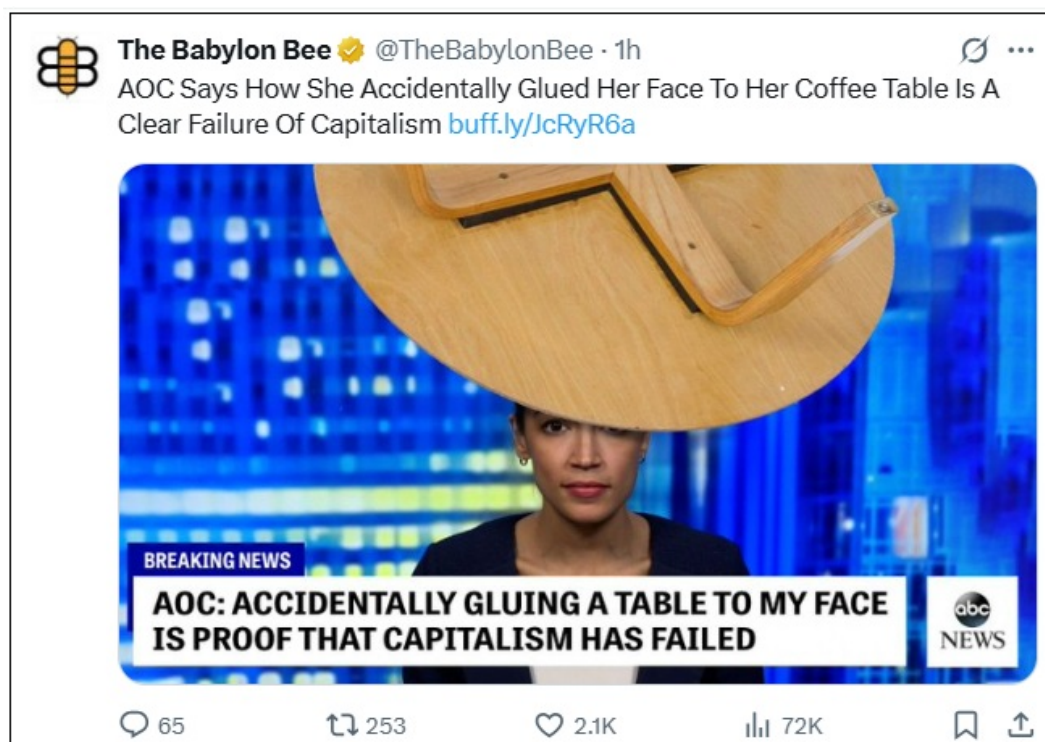 The Babylon Bee @TheBabylonBee · 1h
AOC Says How She Accidentally Glued Her Face To Her Coffee Table Is A
Clear Failure Of Capitalism buff.ly/JcRyR6a
BREAKING NEWS
AOC: ACCIDENTALLY GLUING A TABLE TO MY FACE
IS PROOF THAT CAPITALISM HAS FAILED
abc
NEWS
65 253 2.1K 72K